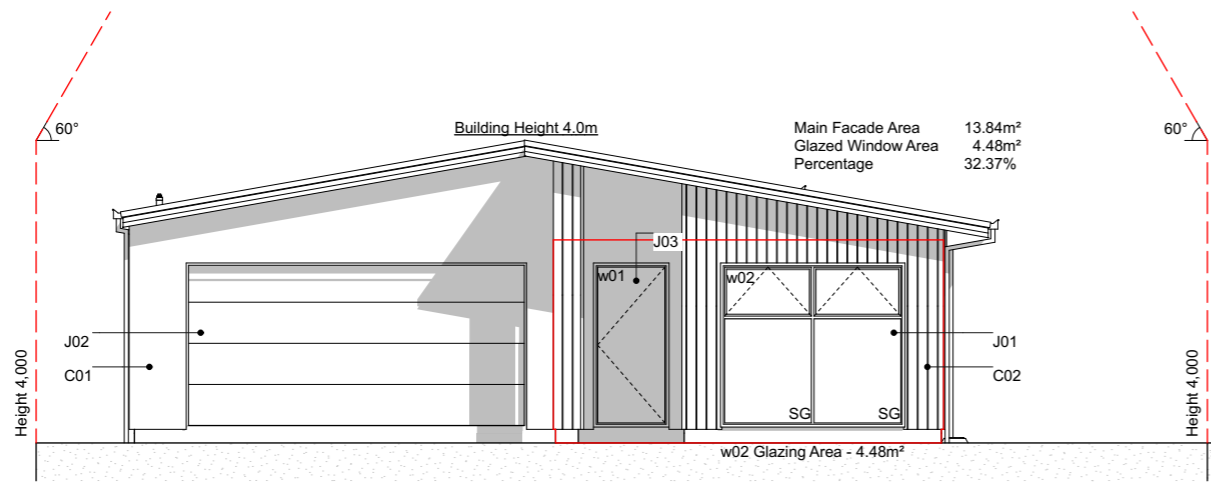 60°
Building Height 4.0m
Main Facade Area 13.84m²
Glazed Window Area 4.48m²
Percentage 32.37%
60°
J03
w01
w02
J02
J01
C01
C02
Height 4,000
Height 4,000
SG
SG
w02 Glazing Area - 4.48m²